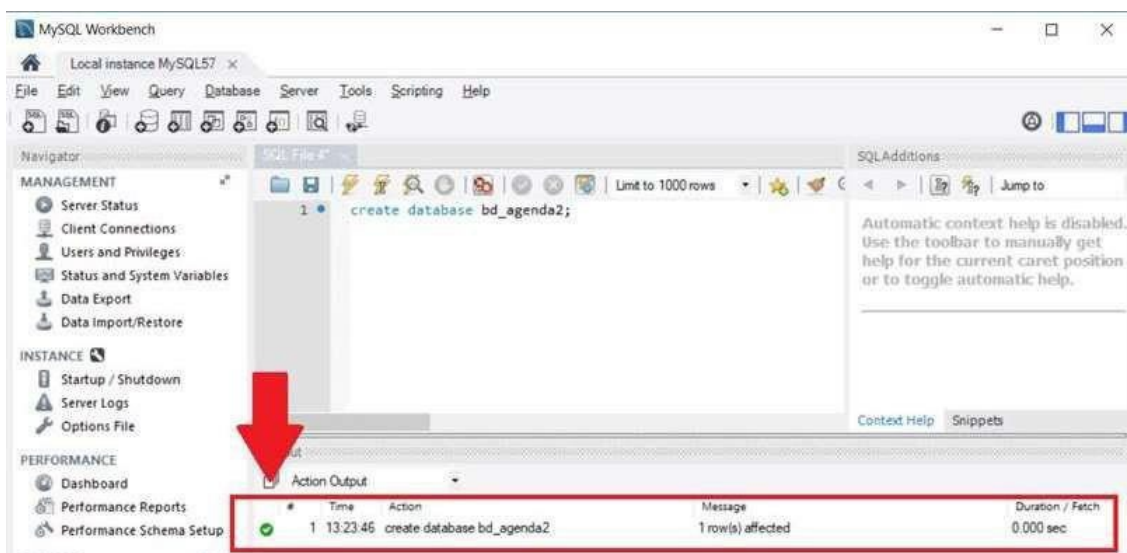 MySQL Workbench
Local instance MySQL57
File Edit View Query Database Server Tools Scripting Help
Navigator
SQL File 4*
SQLAdditions
MANAGEMENT
Server Status
Client Connections
Users and Privileges
Status and System Variables
Data Export
Data Import/Restore
INSTANCE
Startup / Shutdown
Server Logs
Options File
PERFORMANCE
Dashboard
Performance Reports
Performance Schema Setup
Limit to 1000 rows
1 create database bd_agenda2;
Jump to
Automatic context help is disabled.
Use the toolbar to manually get
help for the current caret position
or to toggle automatic help.
Context Help Snippets
Action Output
# Time Action Message Duration / Fetch
1 13:23:46 create database bd_agenda2 1 row(s) affected 0.000 sec